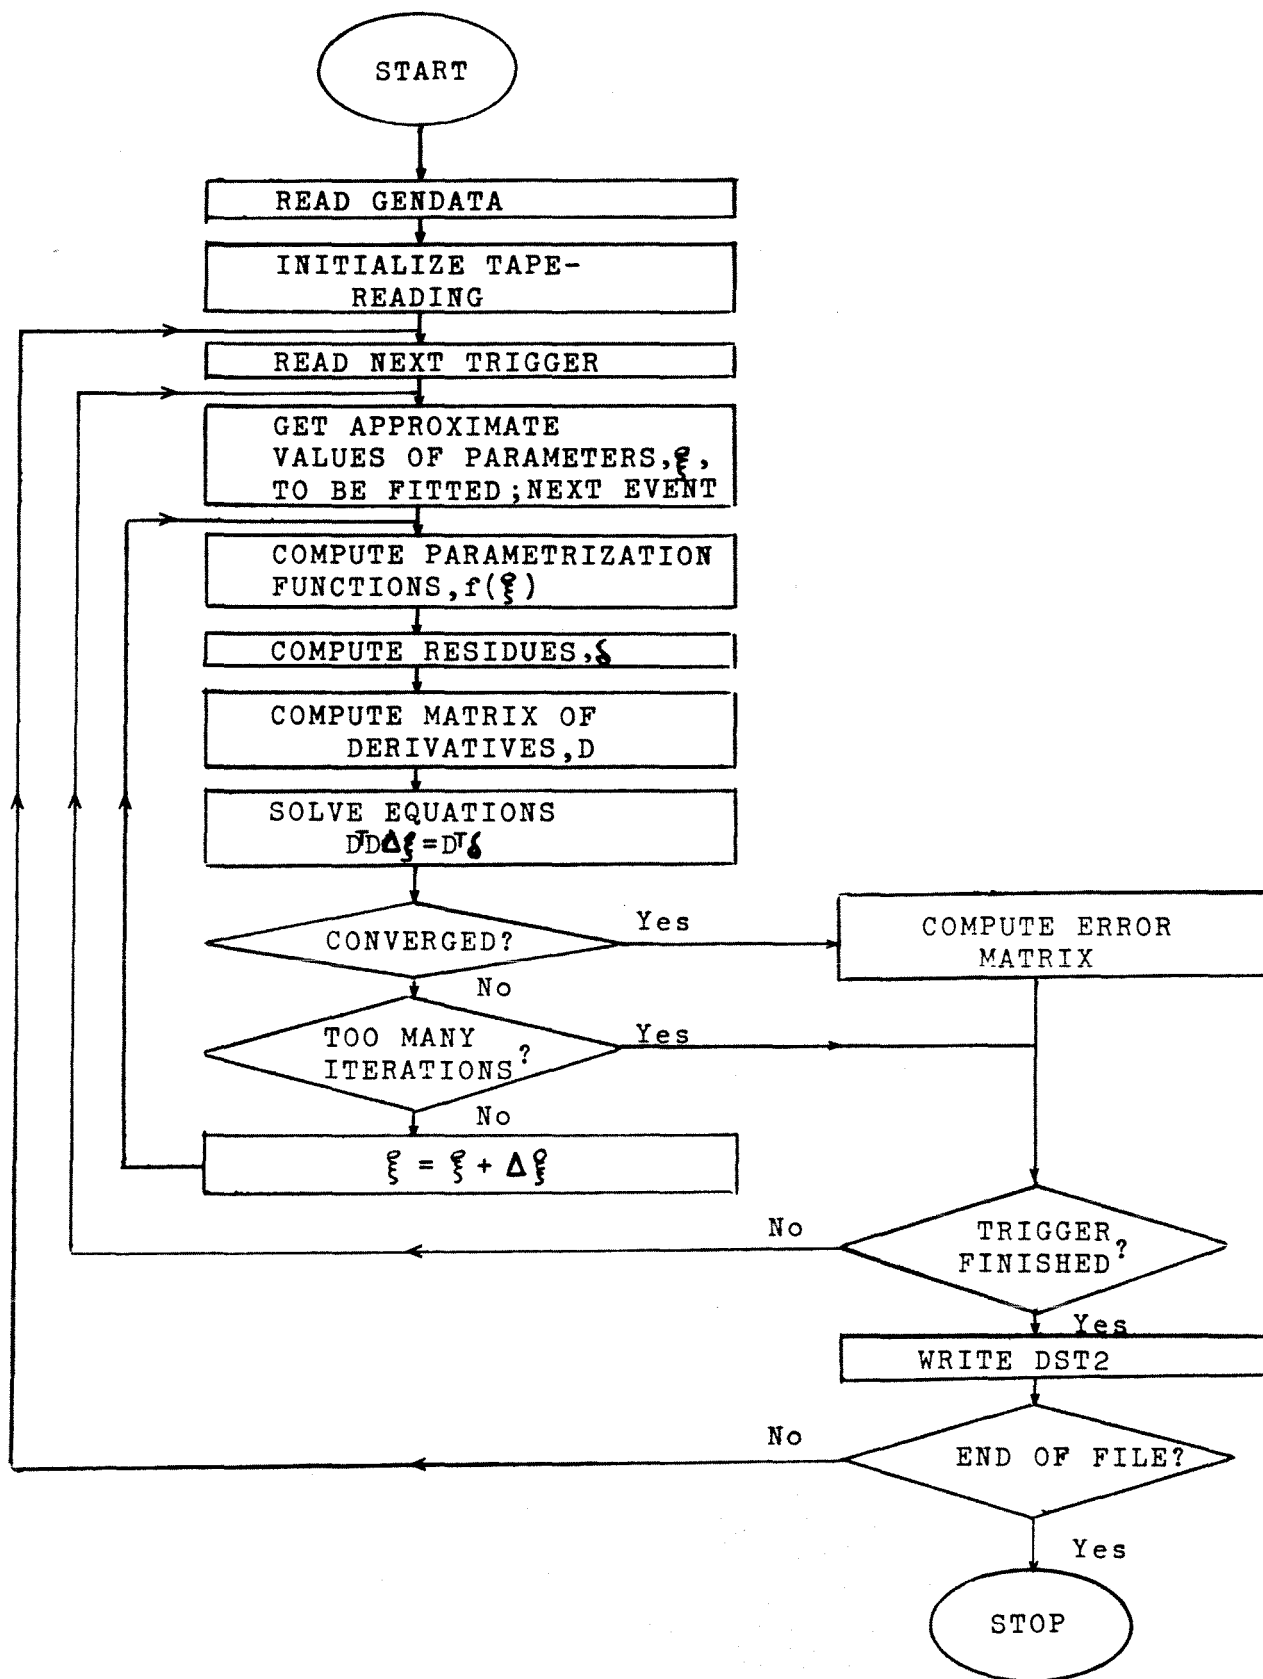 START
READ GENDATA
INITIALIZE TAPE-
READING
READ NEXT TRIGGER
GET APPROXIMATE
VALUES OF PARAMETERS,ξ,
TO BE FITTED;NEXT EVENT
COMPUTE PARAMETRIZATION
FUNCTIONS,f(ξ)
COMPUTE RESIDUES,δ
COMPUTE MATRIX OF
DERIVATIVES,D
SOLVE EQUATIONS
DᵀDΔξ=Dᵀδ
CONVERGED?
Yes
COMPUTE ERROR
MATRIX
No
TOO MANY
ITERATIONS?
Yes
No
ξ = ξ + Δξ
TRIGGER
FINISHED?
No
Yes
WRITE DST2
END OF FILE?
No
Yes
STOP